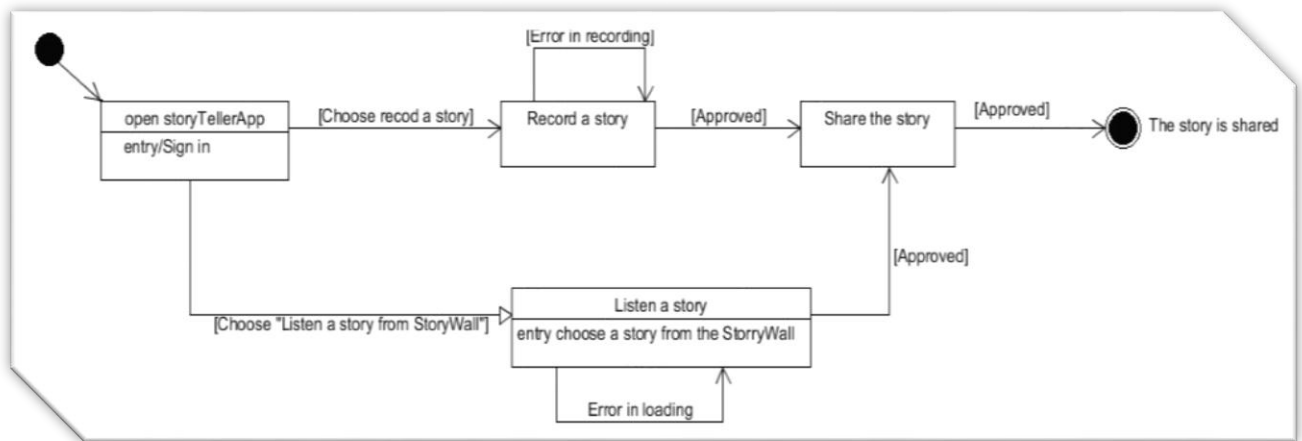 [Error in recording]
open storyTellerApp
entry/Sign in
[Choose recod a story]
Record a story
[Approved]
Share the story
[Approved]
The story is shared
[Approved]
[Choose "Listen a story from StoryWall"]
Listen a story
entry choose a story from the StorryWall
Error in loading